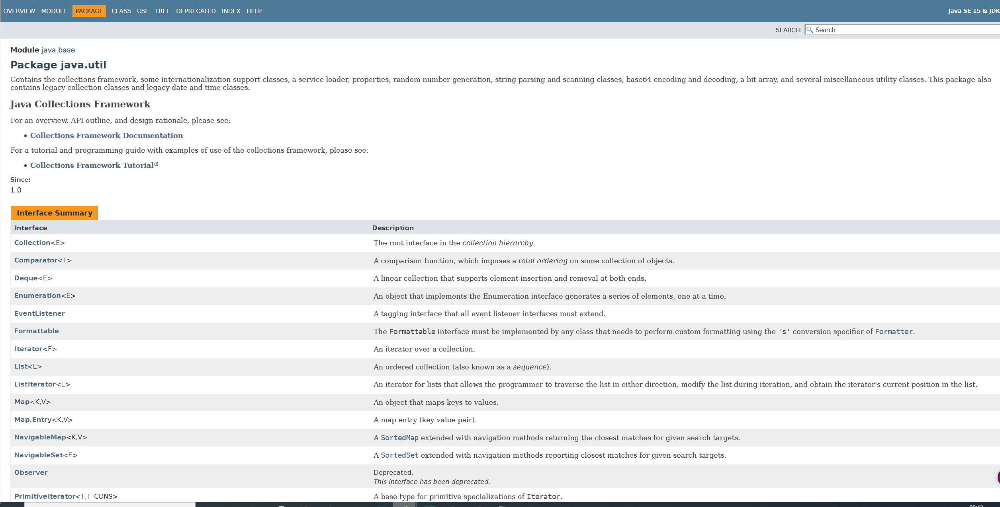 OVERVIEW MODULE PACKAGE CLASS USE TREE DEPRECATED INDEX HELP
Java SE 15 & JDK
SEARCH: Search
Module java.base
Package java.util
Contains the collections framework, some internationalization support classes, a service loader, properties, random number generation, string parsing and scanning classes, base64 encoding and decoding, a bit array, and several miscellaneous utility classes. This package also
contains legacy collection classes and legacy date and time classes.
Java Collections Framework
For an overview, API outline, and design rationale, please see:
• Collections Framework Documentation
For a tutorial and programming guide with examples of use of the collections framework, please see:
• Collections Framework Tutorial
Since:
1.0
Interface Summary
Interface Description
Collection<E> The root interface in the collection hierarchy.
Comparator<T> A comparison function, which imposes a total ordering on some collection of objects.
Deque<E> A linear collection that supports element insertion and removal at both ends.
Enumeration<E> An object that implements the Enumeration interface generates a series of elements, one at a time.
EventListener A tagging interface that all event listener interfaces must extend.
Formattable The Formattable interface must be implemented by any class that needs to perform custom formatting using the 's' conversion specifier of Formatter.
Iterator<E> An iterator over a collection.
List<E> An ordered collection (also known as a sequence).
ListIterator<E> An iterator for lists that allows the programmer to traverse the list in either direction, modify the list during iteration, and obtain the iterator's current position in the list.
Map<K,V> An object that maps keys to values.
Map.Entry<K,V> A map entry (key-value pair).
NavigableMap<K,V> A SortedMap extended with navigation methods returning the closest matches for given search targets.
NavigableSet<E> A SortedSet extended with navigation methods reporting closest matches for given search targets.
Observer Deprecated.
This interface has been deprecated.
PrimitiveIterator<T,T_CONS> A base type for primitive specializations of Iterator.